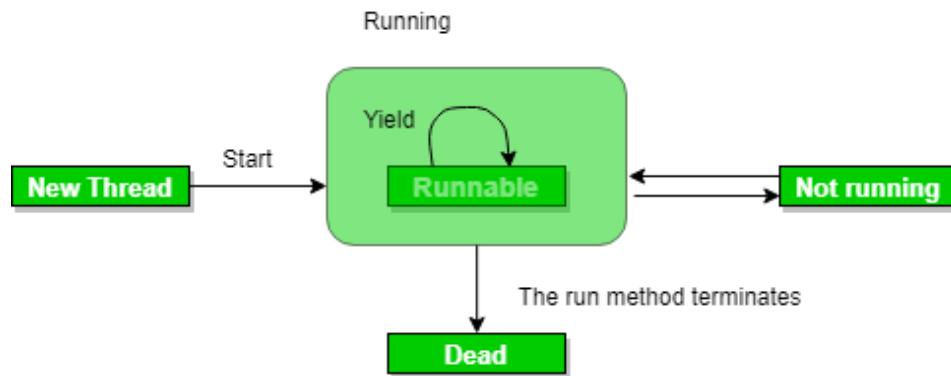 Running
Yield
Start
New Thread
Runnable
Not running
The run method terminates
Dead